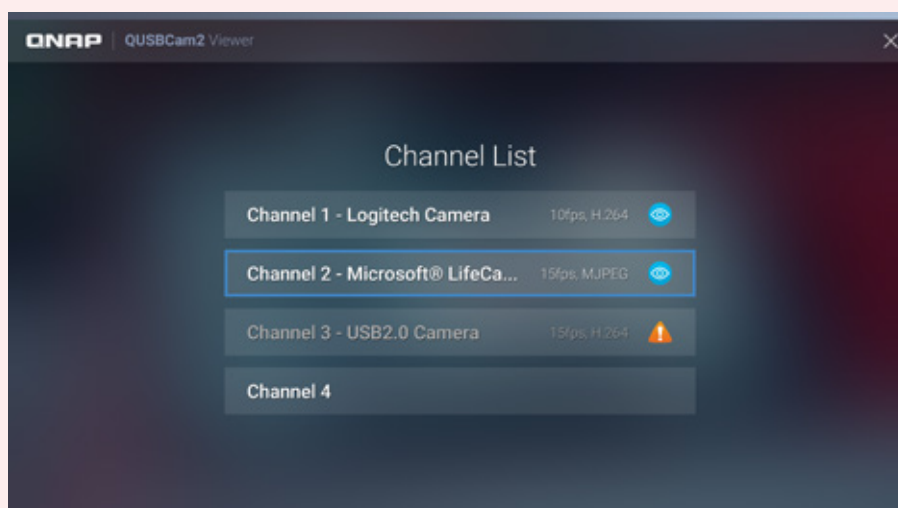 QNAP QUSBCam2 Viewer
Channel List
Channel 1 - Logitech Camera 10fps, H.264
Channel 2 - Microsoft® LifeCa... 15fps, MJPEG
Channel 3 - USB2.0 Camera 15fps, H.264
Channel 4